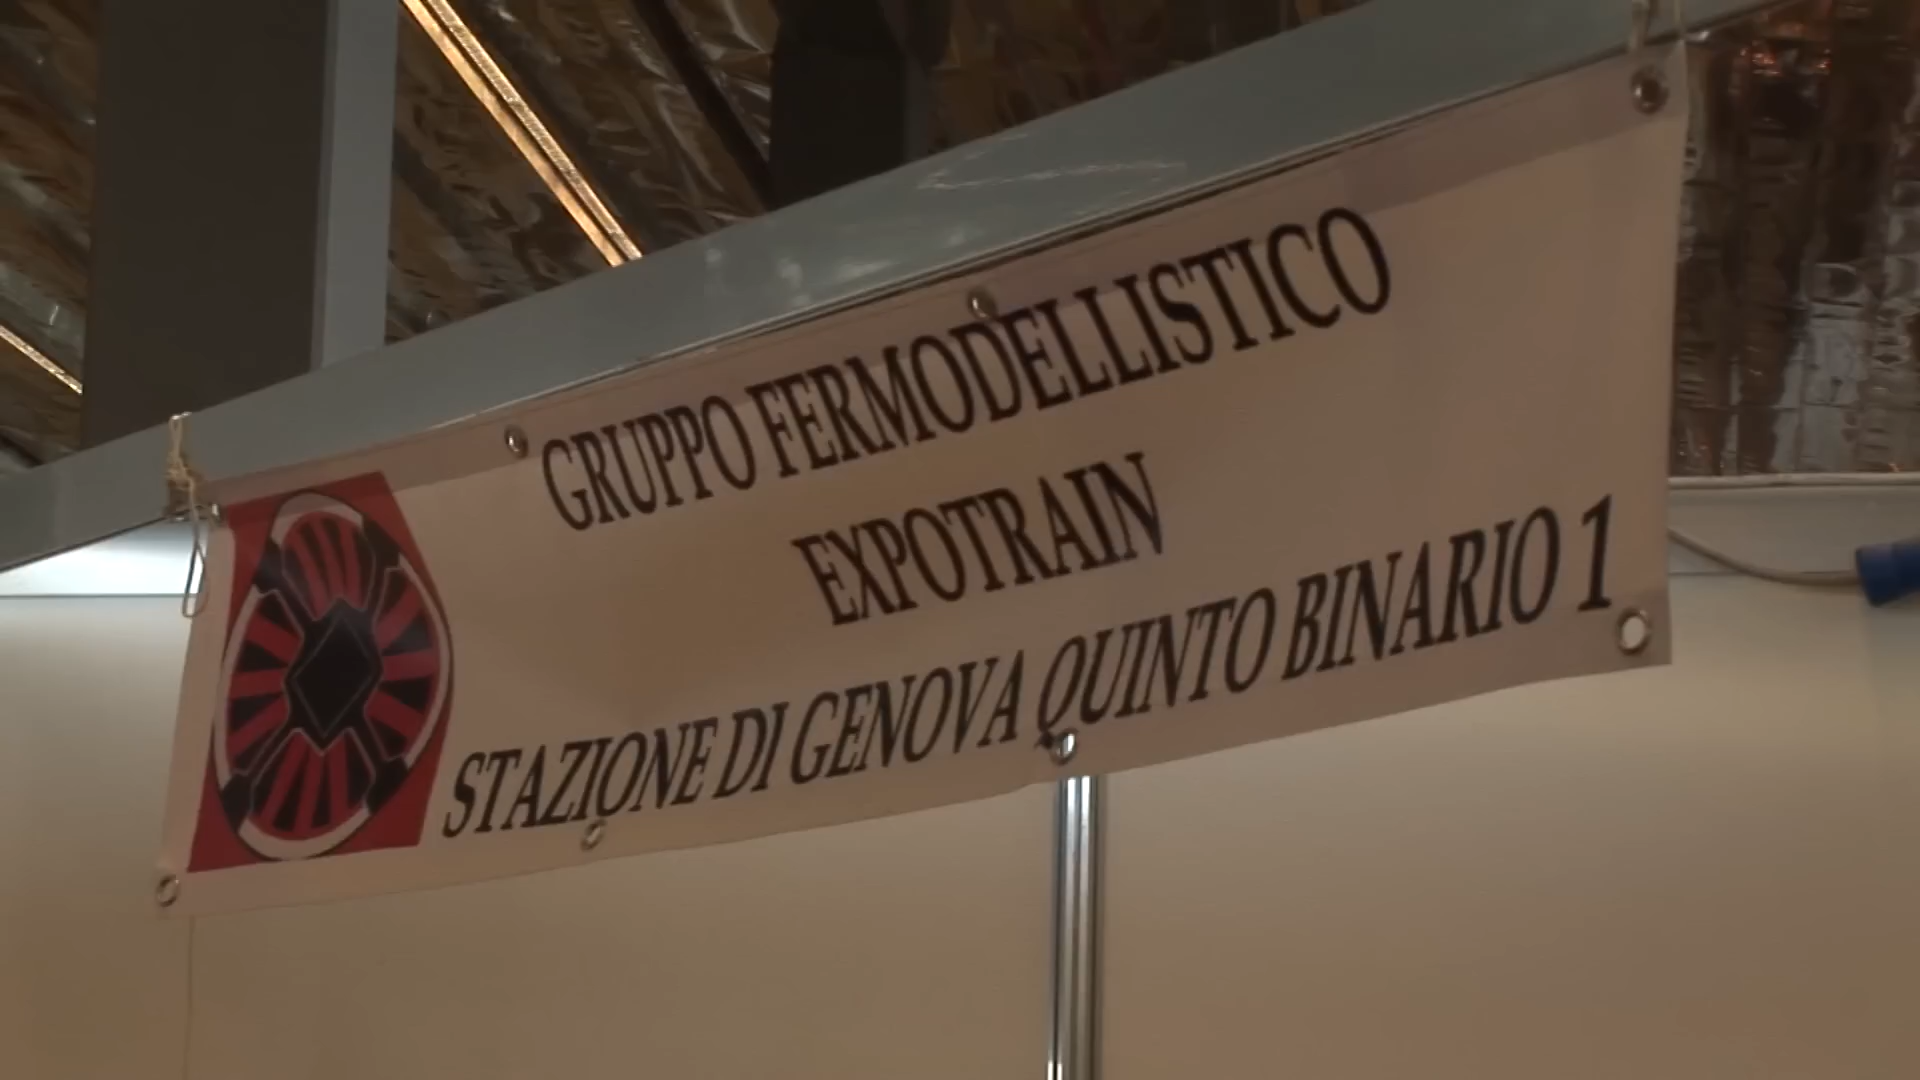 GRUPPO FERMODELLISTICO
EXPOTRAIN
STAZIONE DI GENOVA QUINTO BINARIO 1